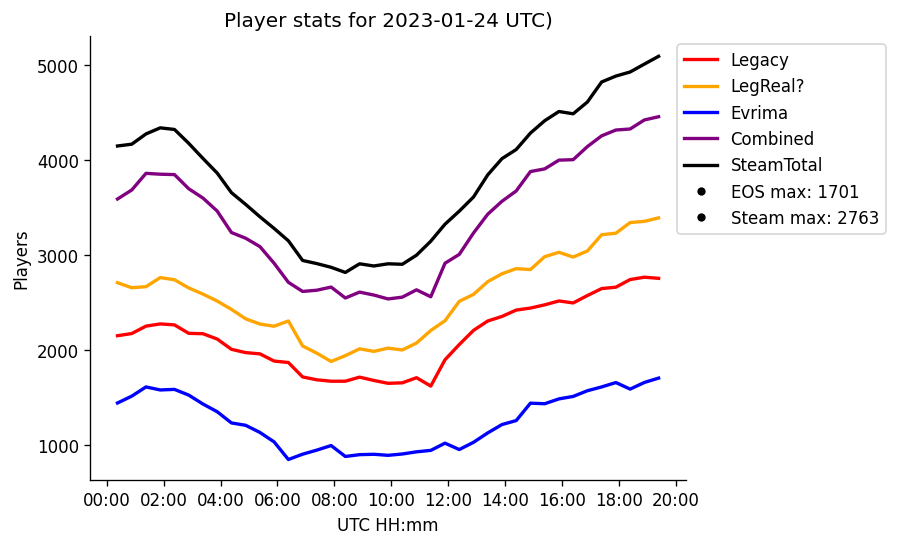 Player stats for 2023-01-24 UTC)
5000
4000
3000
2000
1000
Players
00:00 02:00 04:00 06:00 08:00 10:00 12:00 14:00 16:00 18:00 20:00
UTC HH:mm
Legacy
LegReal?
Evrima
Combined
SteamTotal
EOS max: 1701
Steam max: 2763